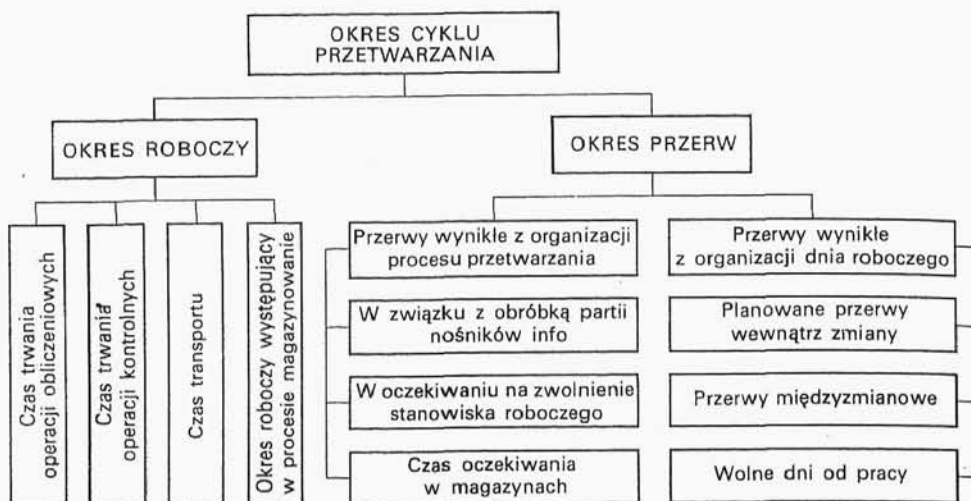 OKRES CYKLU
PRZETWARZANIA
OKRES ROBOCZY
OKRES PRZERW
Czas trwania
operacji obliczeniowych
Czas trwania
operacji kontrolnych
Czas transportu
Okres roboczy występujący
w procesie magazynowanie
Przerwy wynikłe z organizacji
procesu przetwarzania
W związku z obróbką partii
nośników info
W oczekiwaniu na zwolnienie
stanowiska roboczego
Czas oczekiwania
w magazynach
Przerwy wynikłe
z organizacji dnia roboczego
Planowane przerwy
wewnątrz zmiany
Przerwy międzyzmianowe
Wolne dni od pracy